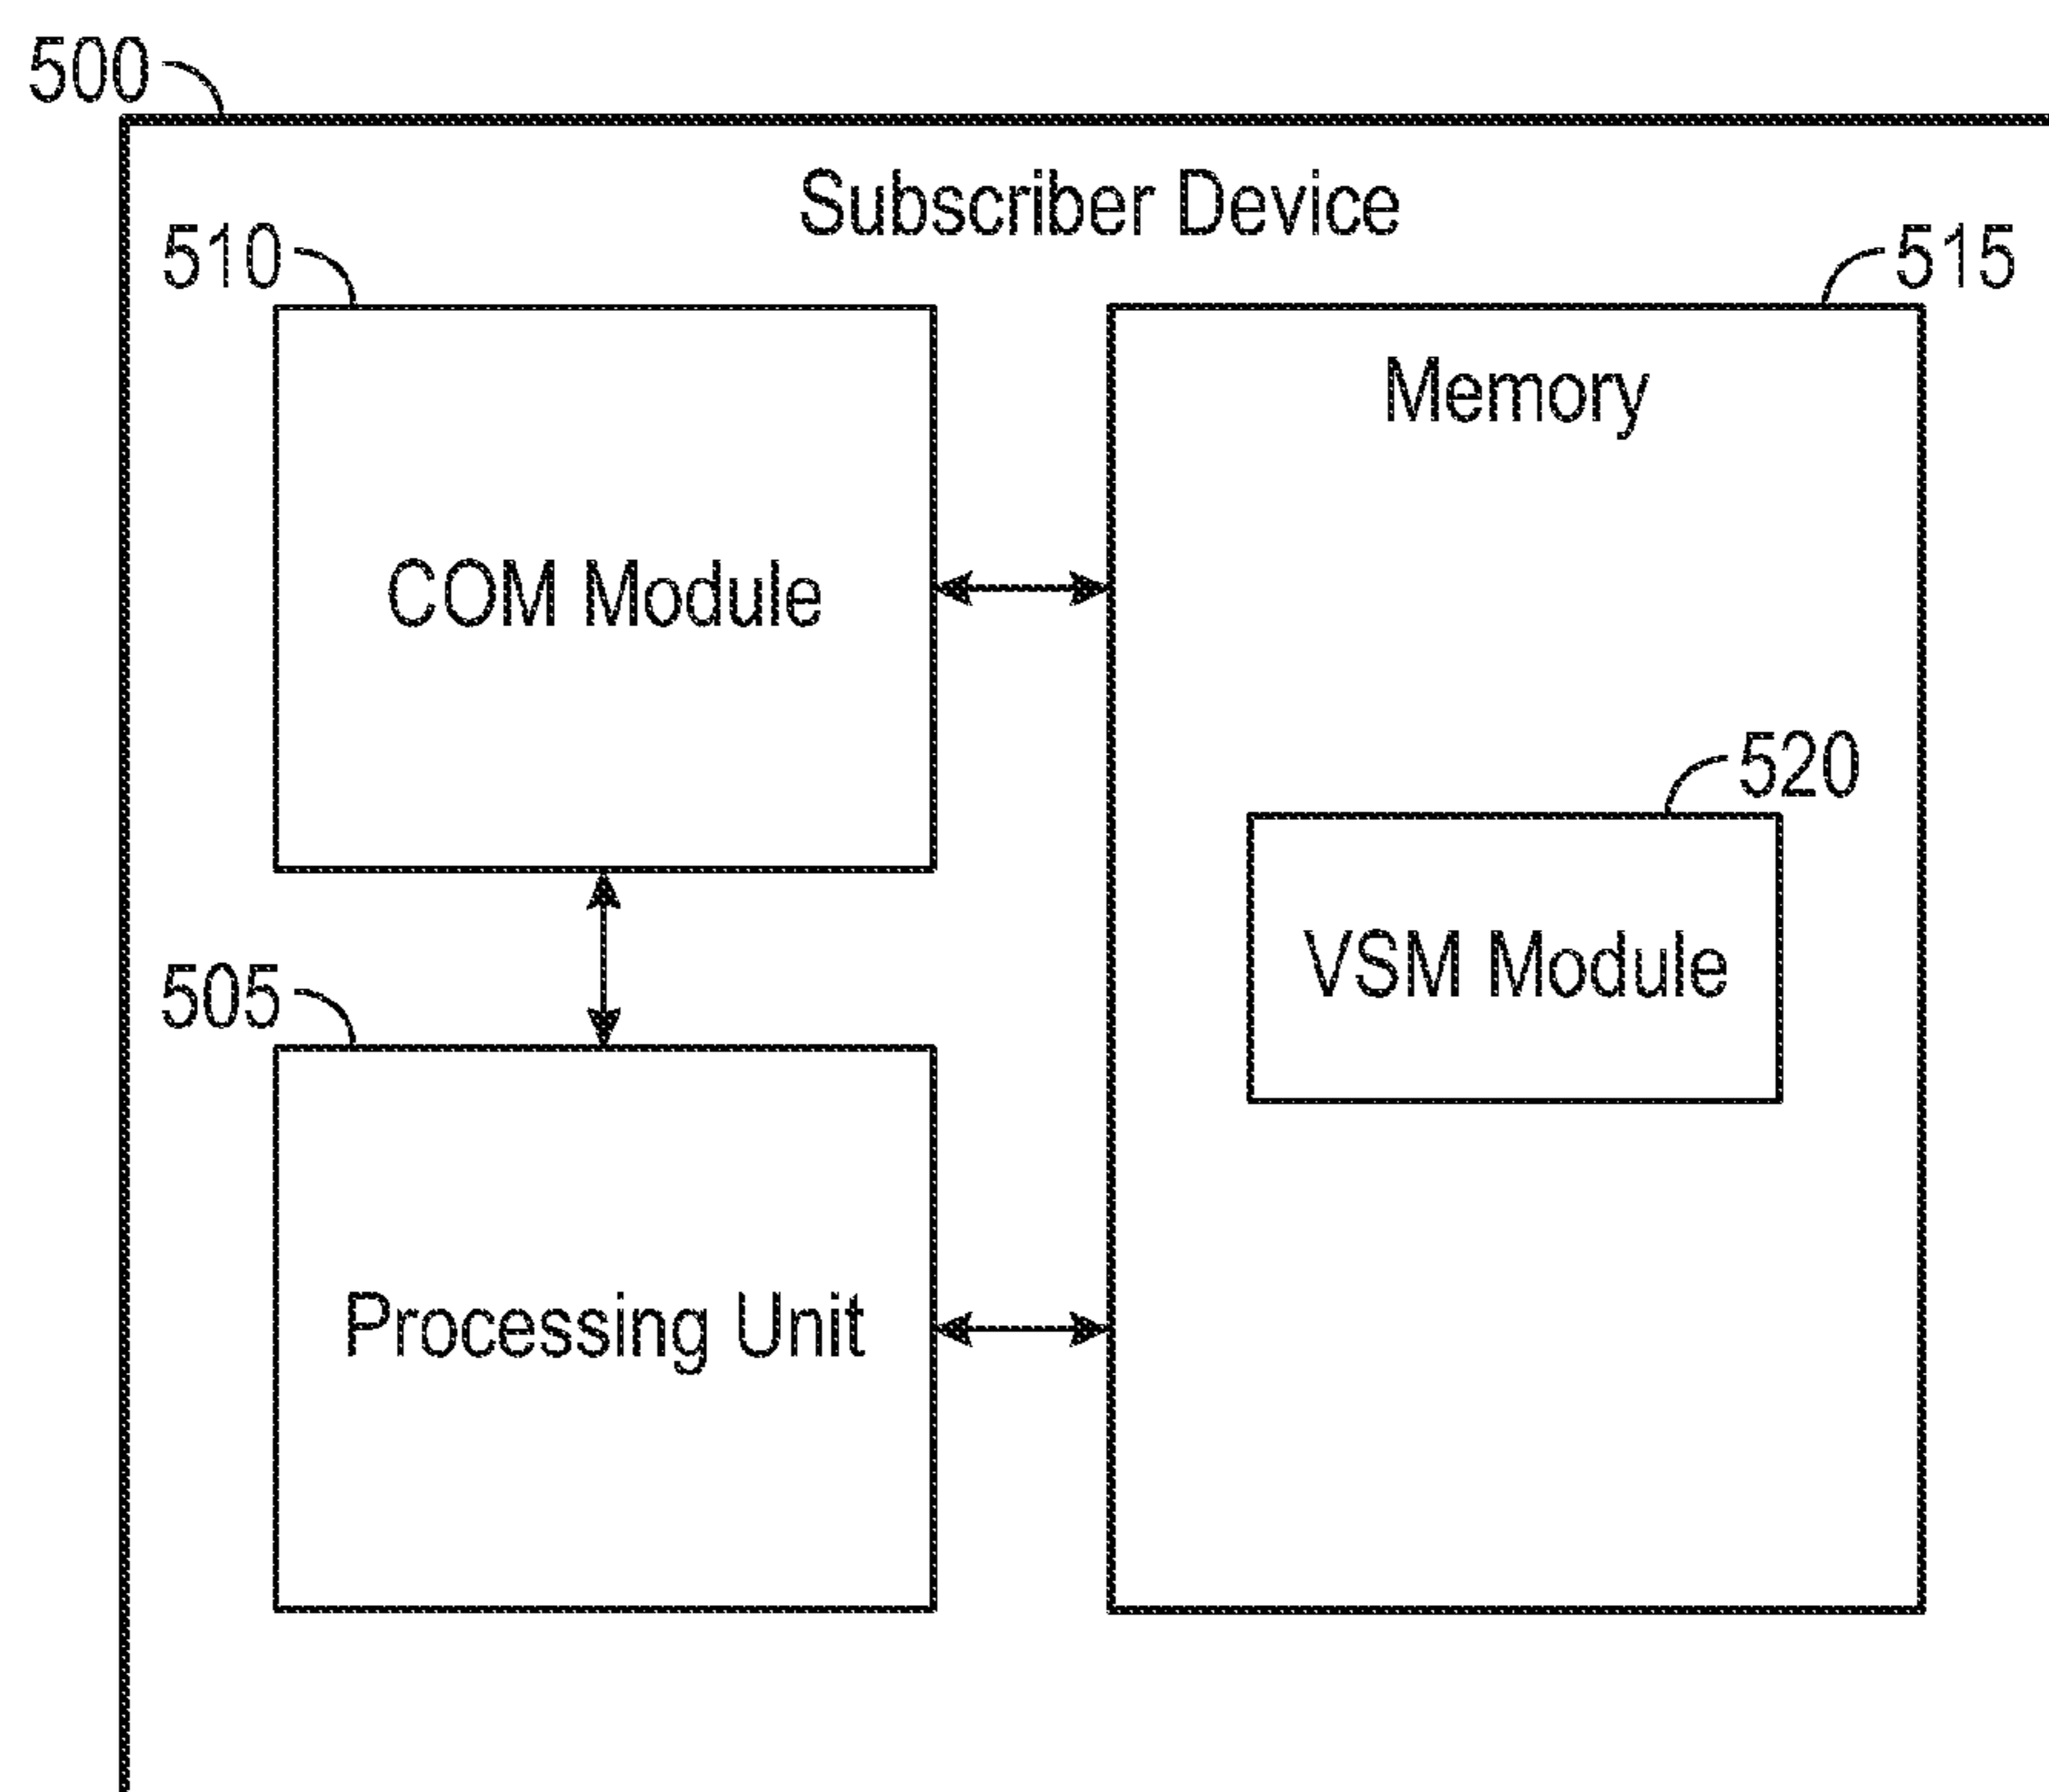 500
Subscriber Device
510
515
Memory
COM Module
520
VSM Module
505
Processing Unit